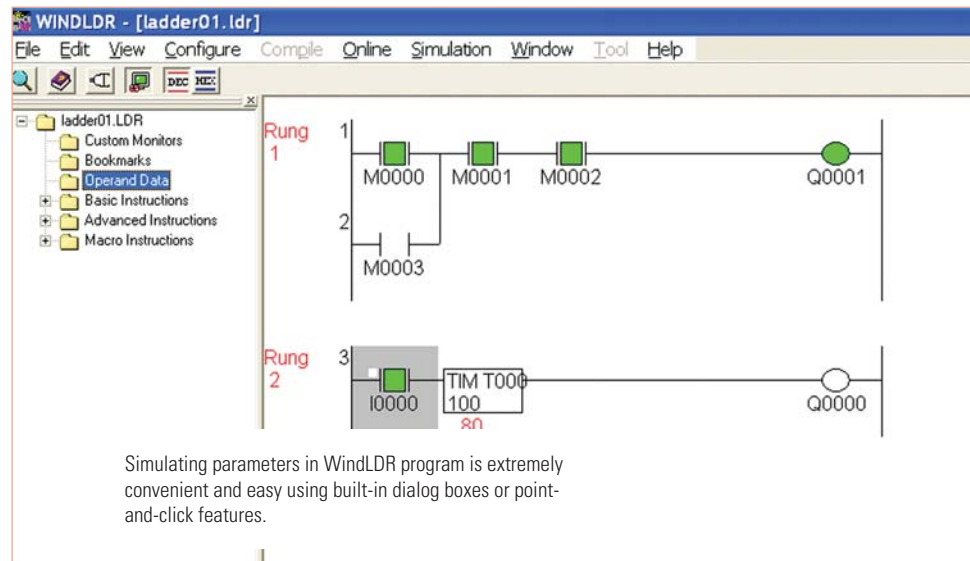 WINDLDR - [ladder01.ldr]
File Edit View Configure Compile Online Simulation Window Tool Help
DEC HEX
ladder01.LDR
Custom Monitors
Bookmarks
Operand Data
Basic Instructions
Advanced Instructions
Macro Instructions
Rung 1
1
M0000 M0001 M0002 Q0001
2
M0003
Rung 2
3
TIM T000
I0000 100 Q0000
80
Simulating parameters in WindLDR program is extremely
convenient and easy using built-in dialog boxes or point-
and-click features.